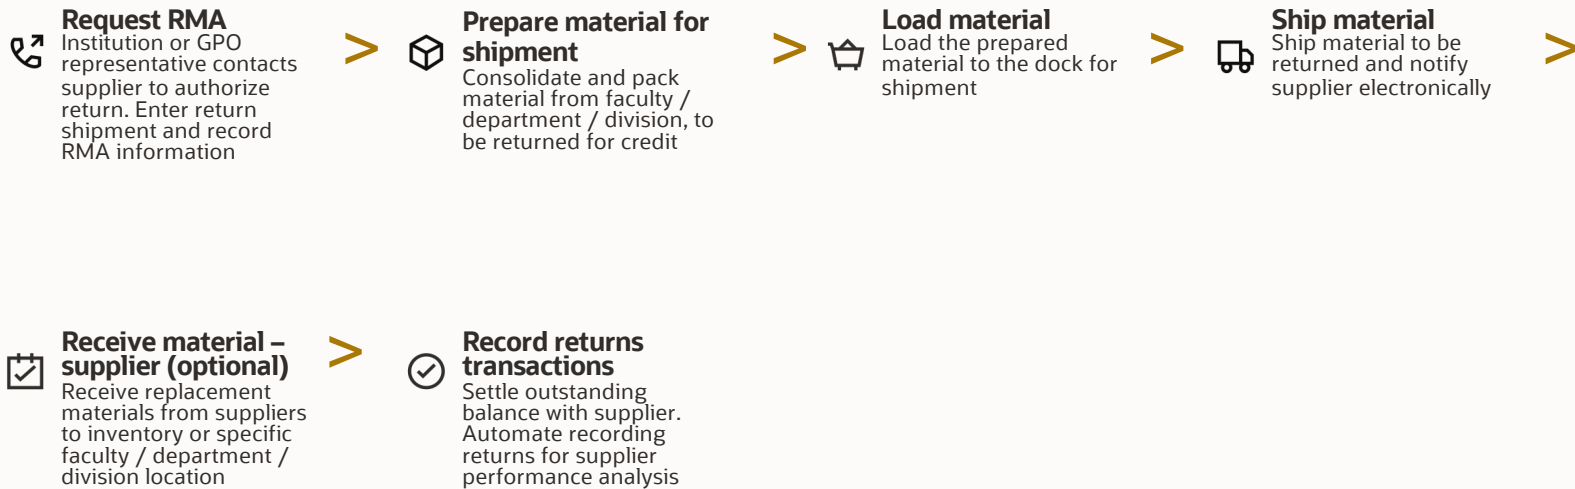 Request RMA
Institution or GPO
representative contacts
supplier to authorize
return. Enter return
shipment and record
RMA information
>
Prepare material for
shipment
Consolidate and pack
material from faculty /
department / division, to
be returned for credit
>
Load material
Load the prepared
material to the dock for
shipment
>
Ship material
Ship material to be
returned and notify
supplier electronically
>
Receive material –
supplier (optional)
Receive replacement
materials from suppliers
to inventory or specific
faculty / department /
division location
>
Record returns
transactions
Settle outstanding
balance with supplier.
Automate recording
returns for supplier
performance analysis